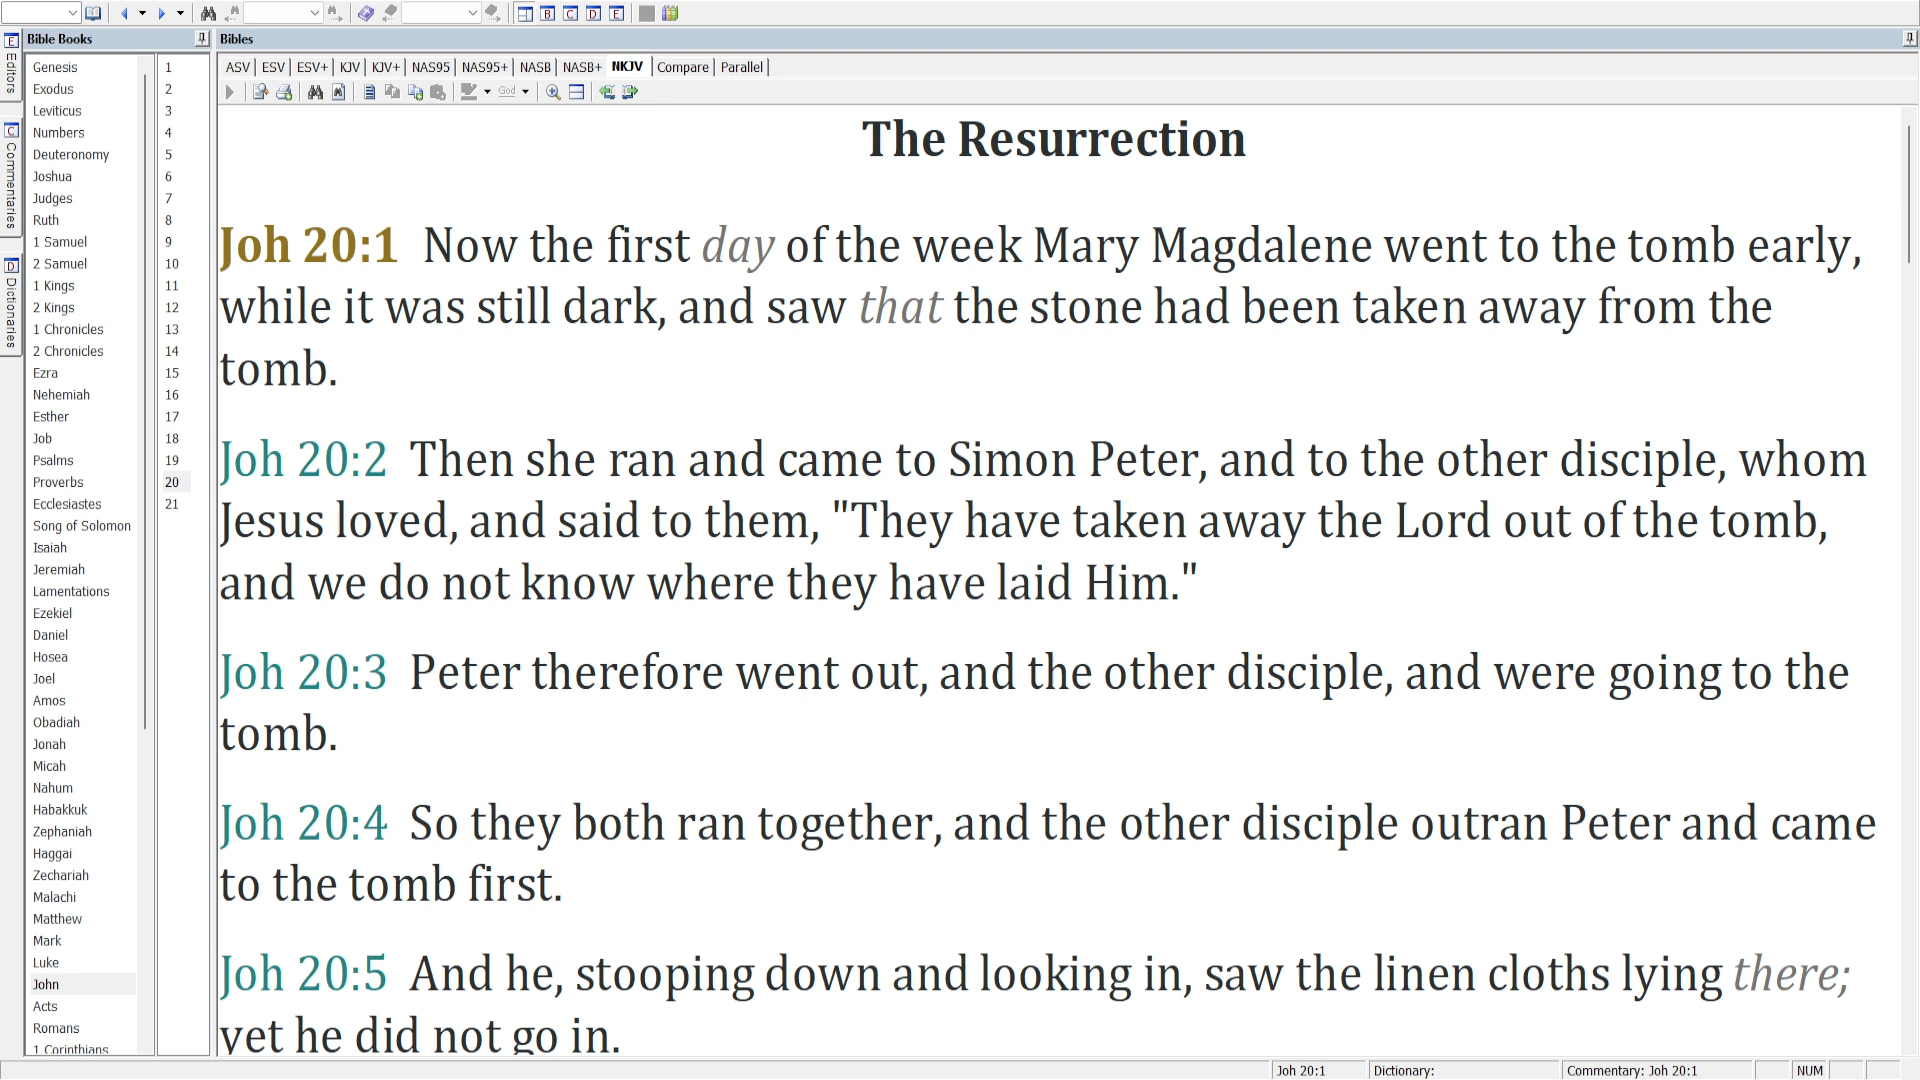 B C D E
Bible Books
Bibles
E Editors
C Commentaries
D Dictionaries
Genesis
Exodus
Leviticus
Numbers
Deuteronomy
Joshua
Judges
Ruth
1 Samuel
2 Samuel
1 Kings
2 Kings
1 Chronicles
2 Chronicles
Ezra
Nehemiah
Esther
Job
Psalms
Proverbs
Ecclesiastes
Song of Solomon
Isaiah
Jeremiah
Lamentations
Ezekiel
Daniel
Hosea
Joel
Amos
Obadiah
Jonah
Micah
Nahum
Habakkuk
Zephaniah
Haggai
Zechariah
Malachi
Matthew
Mark
Luke
John
Acts
Romans
1 Corinthians
1
2
3
4
5
6
7
8
9
10
11
12
13
14
15
16
17
18
19
20
21
ASV ESV ESV+ KJV KJV+ NAS95 NAS95+ NASB NASB+ NKJV Compare Parallel
God
The Resurrection
Joh 20:1 Now the first day of the week Mary Magdalene went to the tomb early,
while it was still dark, and saw that the stone had been taken away from the
tomb.
Joh 20:2 Then she ran and came to Simon Peter, and to the other disciple, whom
Jesus loved, and said to them, "They have taken away the Lord out of the tomb,
and we do not know where they have laid Him."
Joh 20:3 Peter therefore went out, and the other disciple, and were going to the
tomb.
Joh 20:4 So they both ran together, and the other disciple outran Peter and came
to the tomb first.
Joh 20:5 And he, stooping down and looking in, saw the linen cloths lying there;
yet he did not go in.
Joh 20:1 Dictionary: Commentary: Joh 20:1 NUM